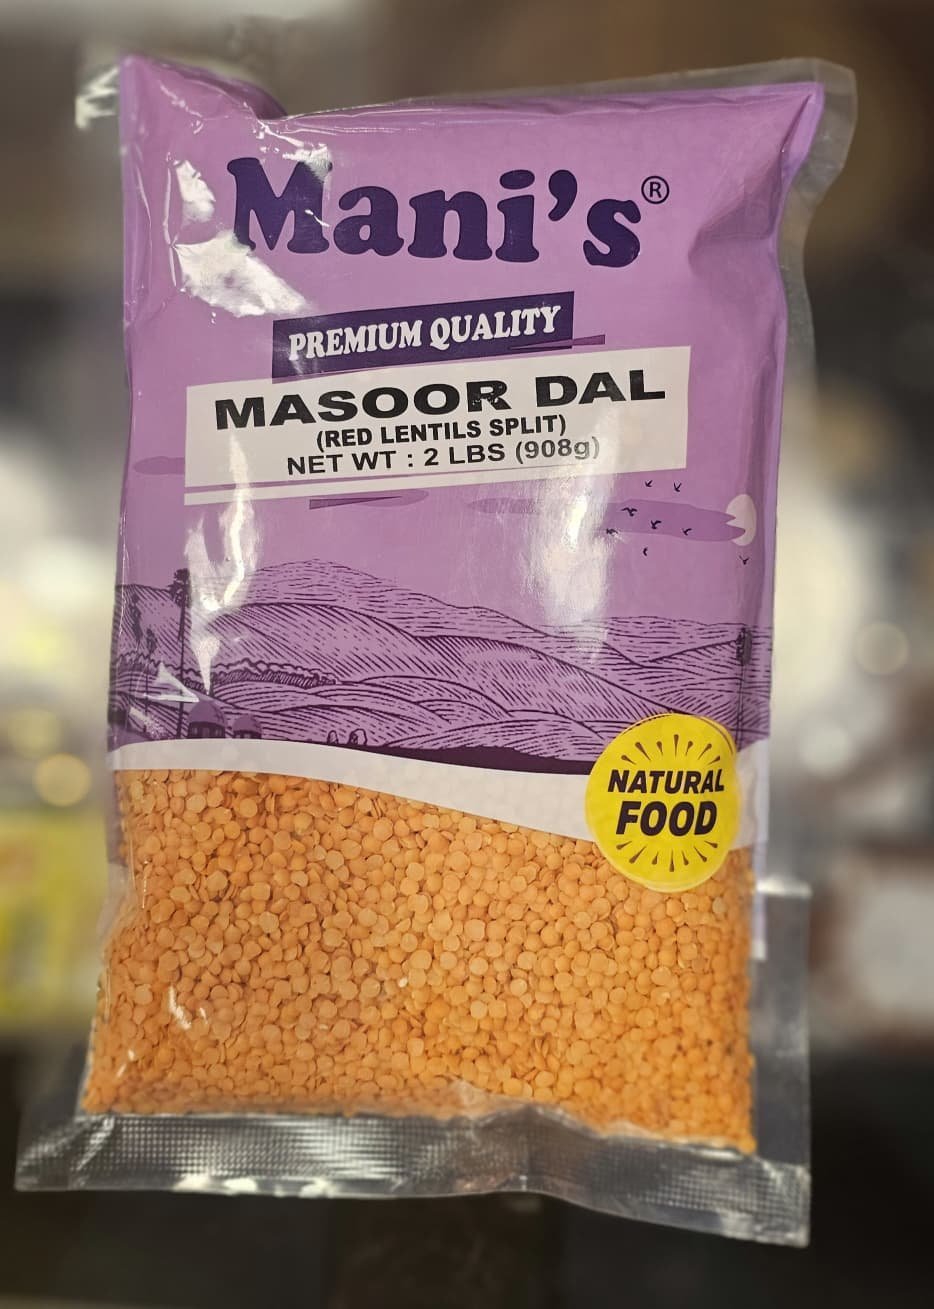 Mani's®
PREMIUM QUALITY
MASOOR DAL
(RED LENTILS SPLIT)
NET WT : 2 LBS (908g)
NATURAL
FOOD